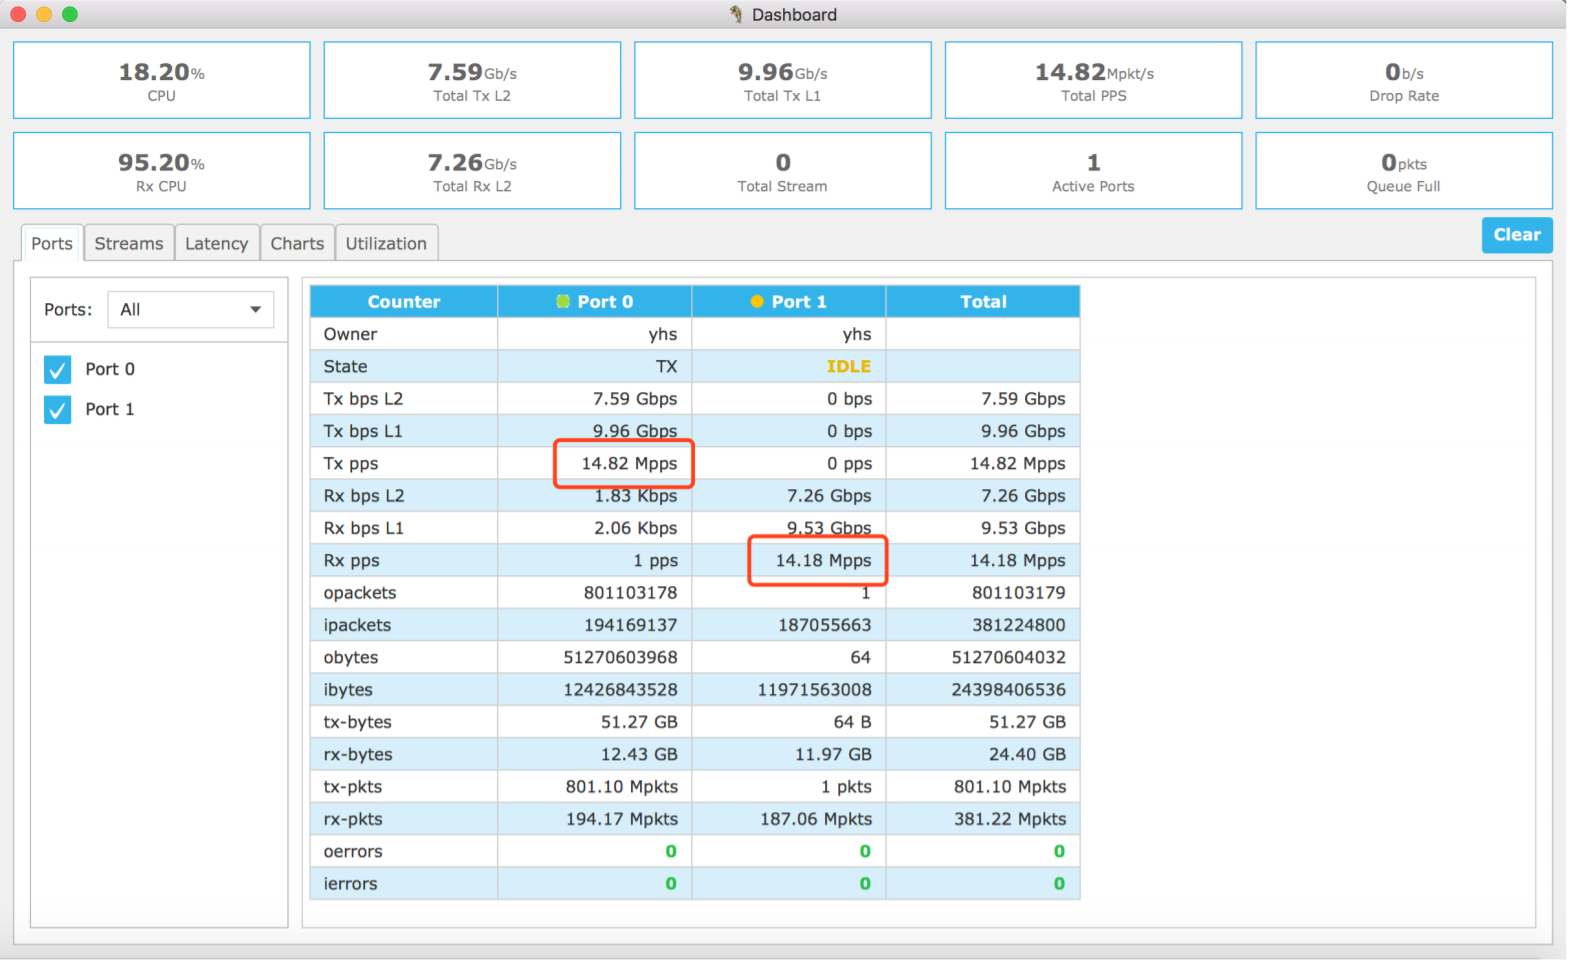 Dashboard
18.20% 7.59Gb/s 9.96Gb/s 14.82Mpkt/s 0b/s
CPU Total Tx L2 Total Tx L1 Total PPS Drop Rate
95.20% 7.26Gb/s 0 1 0pkts
Rx CPU Total Rx L2 Total Stream Active Ports Queue Full
Ports Streams Latency Charts Utilization Clear
Ports: All
Port 0
Port 1
Counter Port 0 Port 1 Total
Owner yhs yhs
State TX IDLE
Tx bps L2 7.59 Gbps 0 bps 7.59 Gbps
Tx bps L1 9.96 Gbps 0 bps 9.96 Gbps
Tx pps 14.82 Mpps 0 pps 14.82 Mpps
Rx bps L2 1.83 Kbps 7.26 Gbps 7.26 Gbps
Rx bps L1 2.06 Kbps 9.53 Gbps 9.53 Gbps
Rx pps 1 pps 14.18 Mpps 14.18 Mpps
opackets 801103178 1 801103179
ipackets 194169137 187055663 381224800
obytes 51270603968 64 51270604032
ibytes 12426843528 11971563008 24398406536
tx-bytes 51.27 GB 64 B 51.27 GB
rx-bytes 12.43 GB 11.97 GB 24.40 GB
tx-pkts 801.10 Mpkts 1 pkts 801.10 Mpkts
rx-pkts 194.17 Mpkts 187.06 Mpkts 381.22 Mpkts
oerrors 0 0 0
ierrors 0 0 0